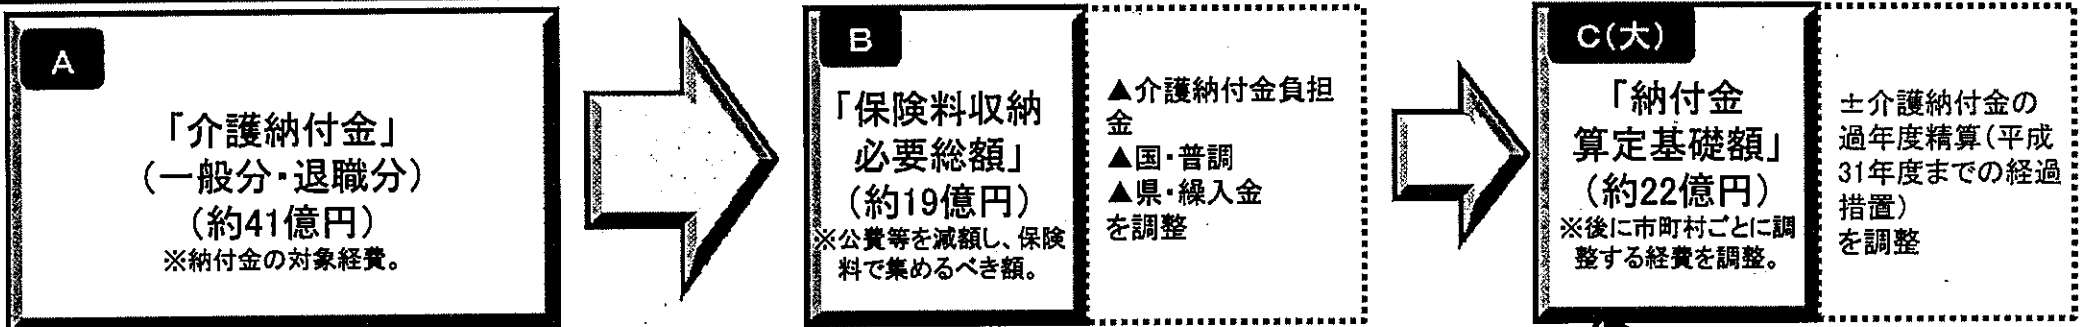 A
「介護納付金」
(一般分・退職分)
(約41億円)
※納付金の対象経費。
B
「保険料収納
必要総額」
(約19億円)
※公費等を減額し、保険
料で集めるべき額。
▲介護納付金負担
金
▲国・普調
▲県・繰入金
を調整
C(大)
「納付金
算定基礎額」
(約22億円)
※後に市町村ごとに調
整する経費を調整。
±介護納付金の
過年度精算(平成
31年度までの経過
措置)
を調整